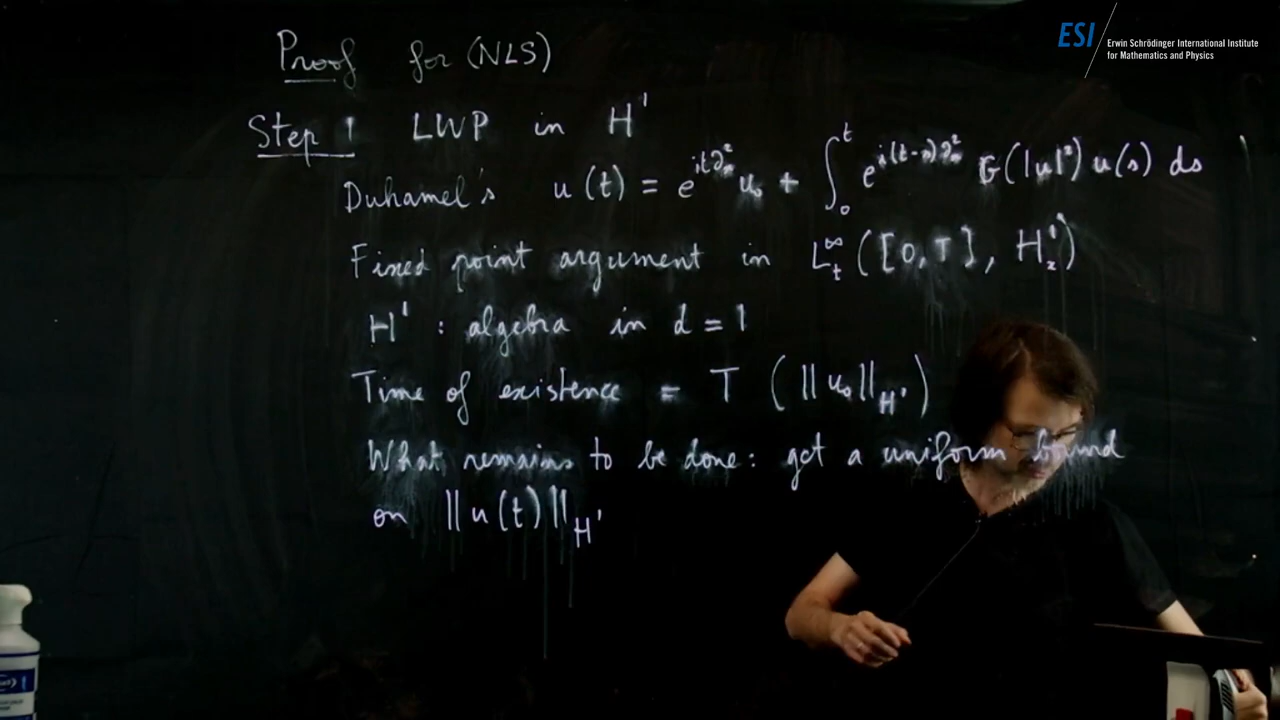 ESI
Erwin Schrödinger International Institute
for Mathematics and Physics
Proof for (NLS)
Step 1 LWP in H¹
Duhamel's u(t) = e^{it∂ₓ²} u₀ + ∫₀ᵗ e^{i(t-s)∂ₓ²} G(|u|²) u(s) ds
Fixed point argument in L^∞_t ([0,T], H¹ₓ)
H¹ : algebra in d = 1
Time of existence = T (||u₀||_{H¹})
What remains to be done: get a uniform bound
on ||u(t)||_{H¹}